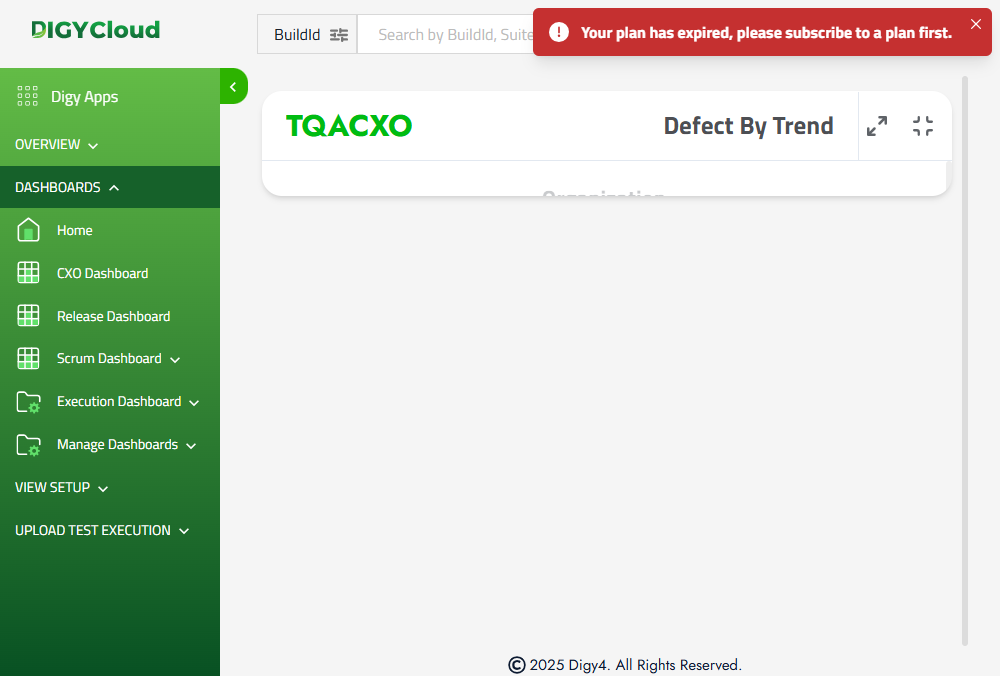 DIGYCloud
BuildId
Search by BuildId, Suite
Your plan has expired, please subscribe to a plan first.
Digy Apps
OVERVIEW
DASHBOARDS
Home
CXO Dashboard
Release Dashboard
Scrum Dashboard
Execution Dashboard
Manage Dashboards
VIEW SETUP
UPLOAD TEST EXECUTION
TQACXO
Defect By Trend
Organization
© 2025 Digy4. All Rights Reserved.